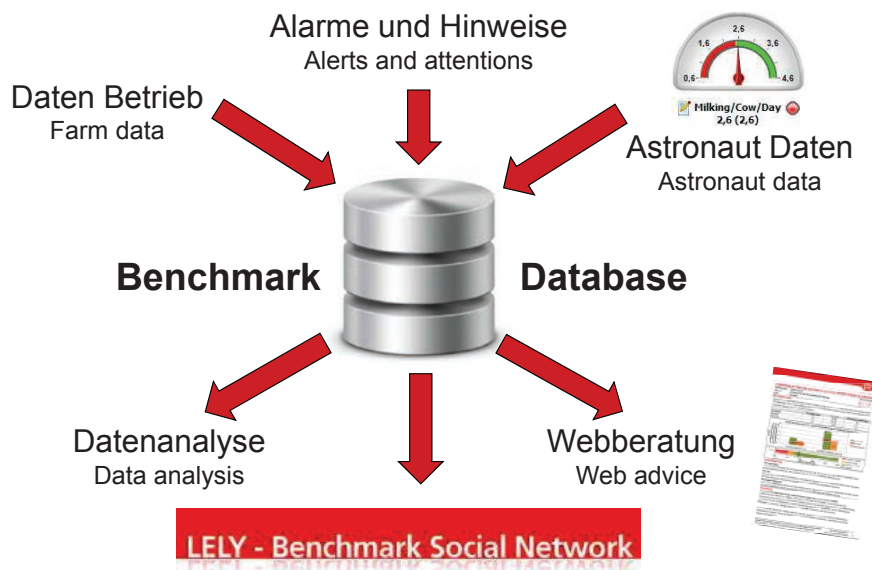 Alarme und Hinweise
Alerts and attentions
Daten Betrieb
Farm data
0,6
1,6
2,6
3,6
4,6
Milking/Cow/Day
2,6 (2,6)
Astronaut Daten
Astronaut data
Benchmark Database
Datenanalyse
Data analysis
Webberatung
Web advice
LELY - Benchmark Social Network